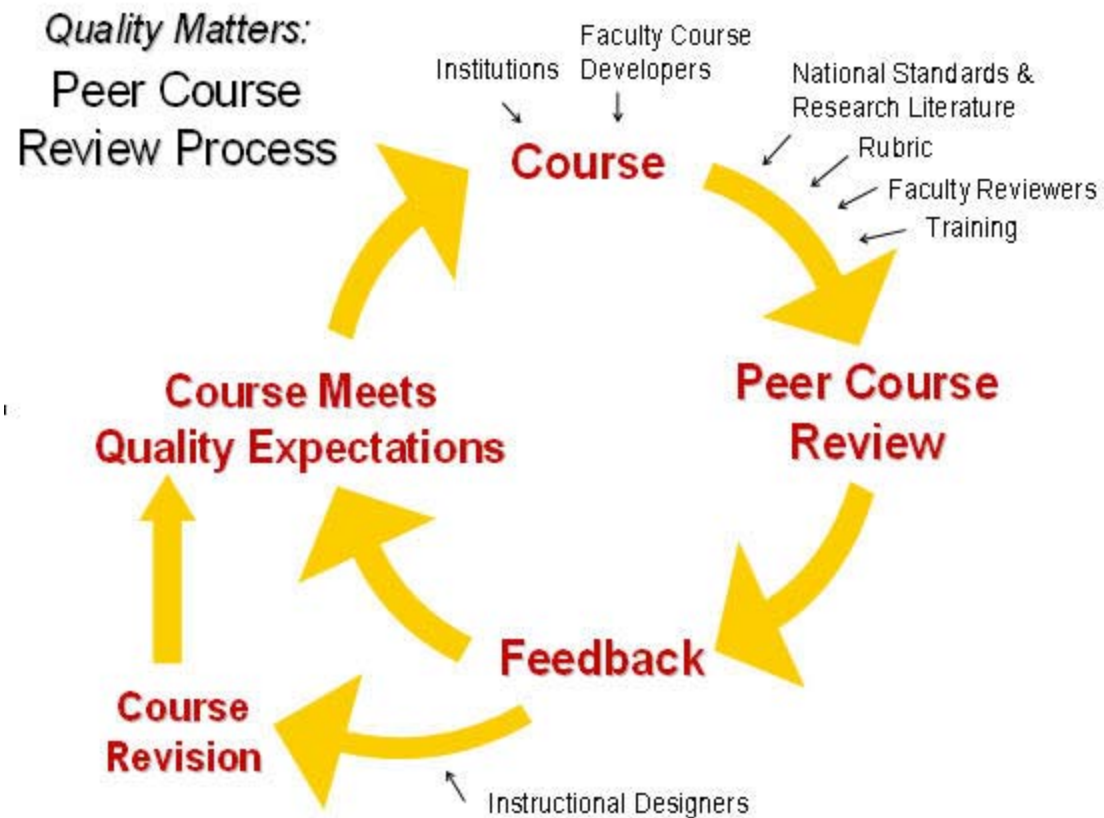 Quality Matters:
Peer Course
Review Process
Institutions
Faculty Course
Developers
National Standards &
Research Literature
Rubric
Faculty Reviewers
Training
Course
Peer Course
Review
Feedback
Instructional Designers
Course
Revision
Course Meets
Quality Expectations